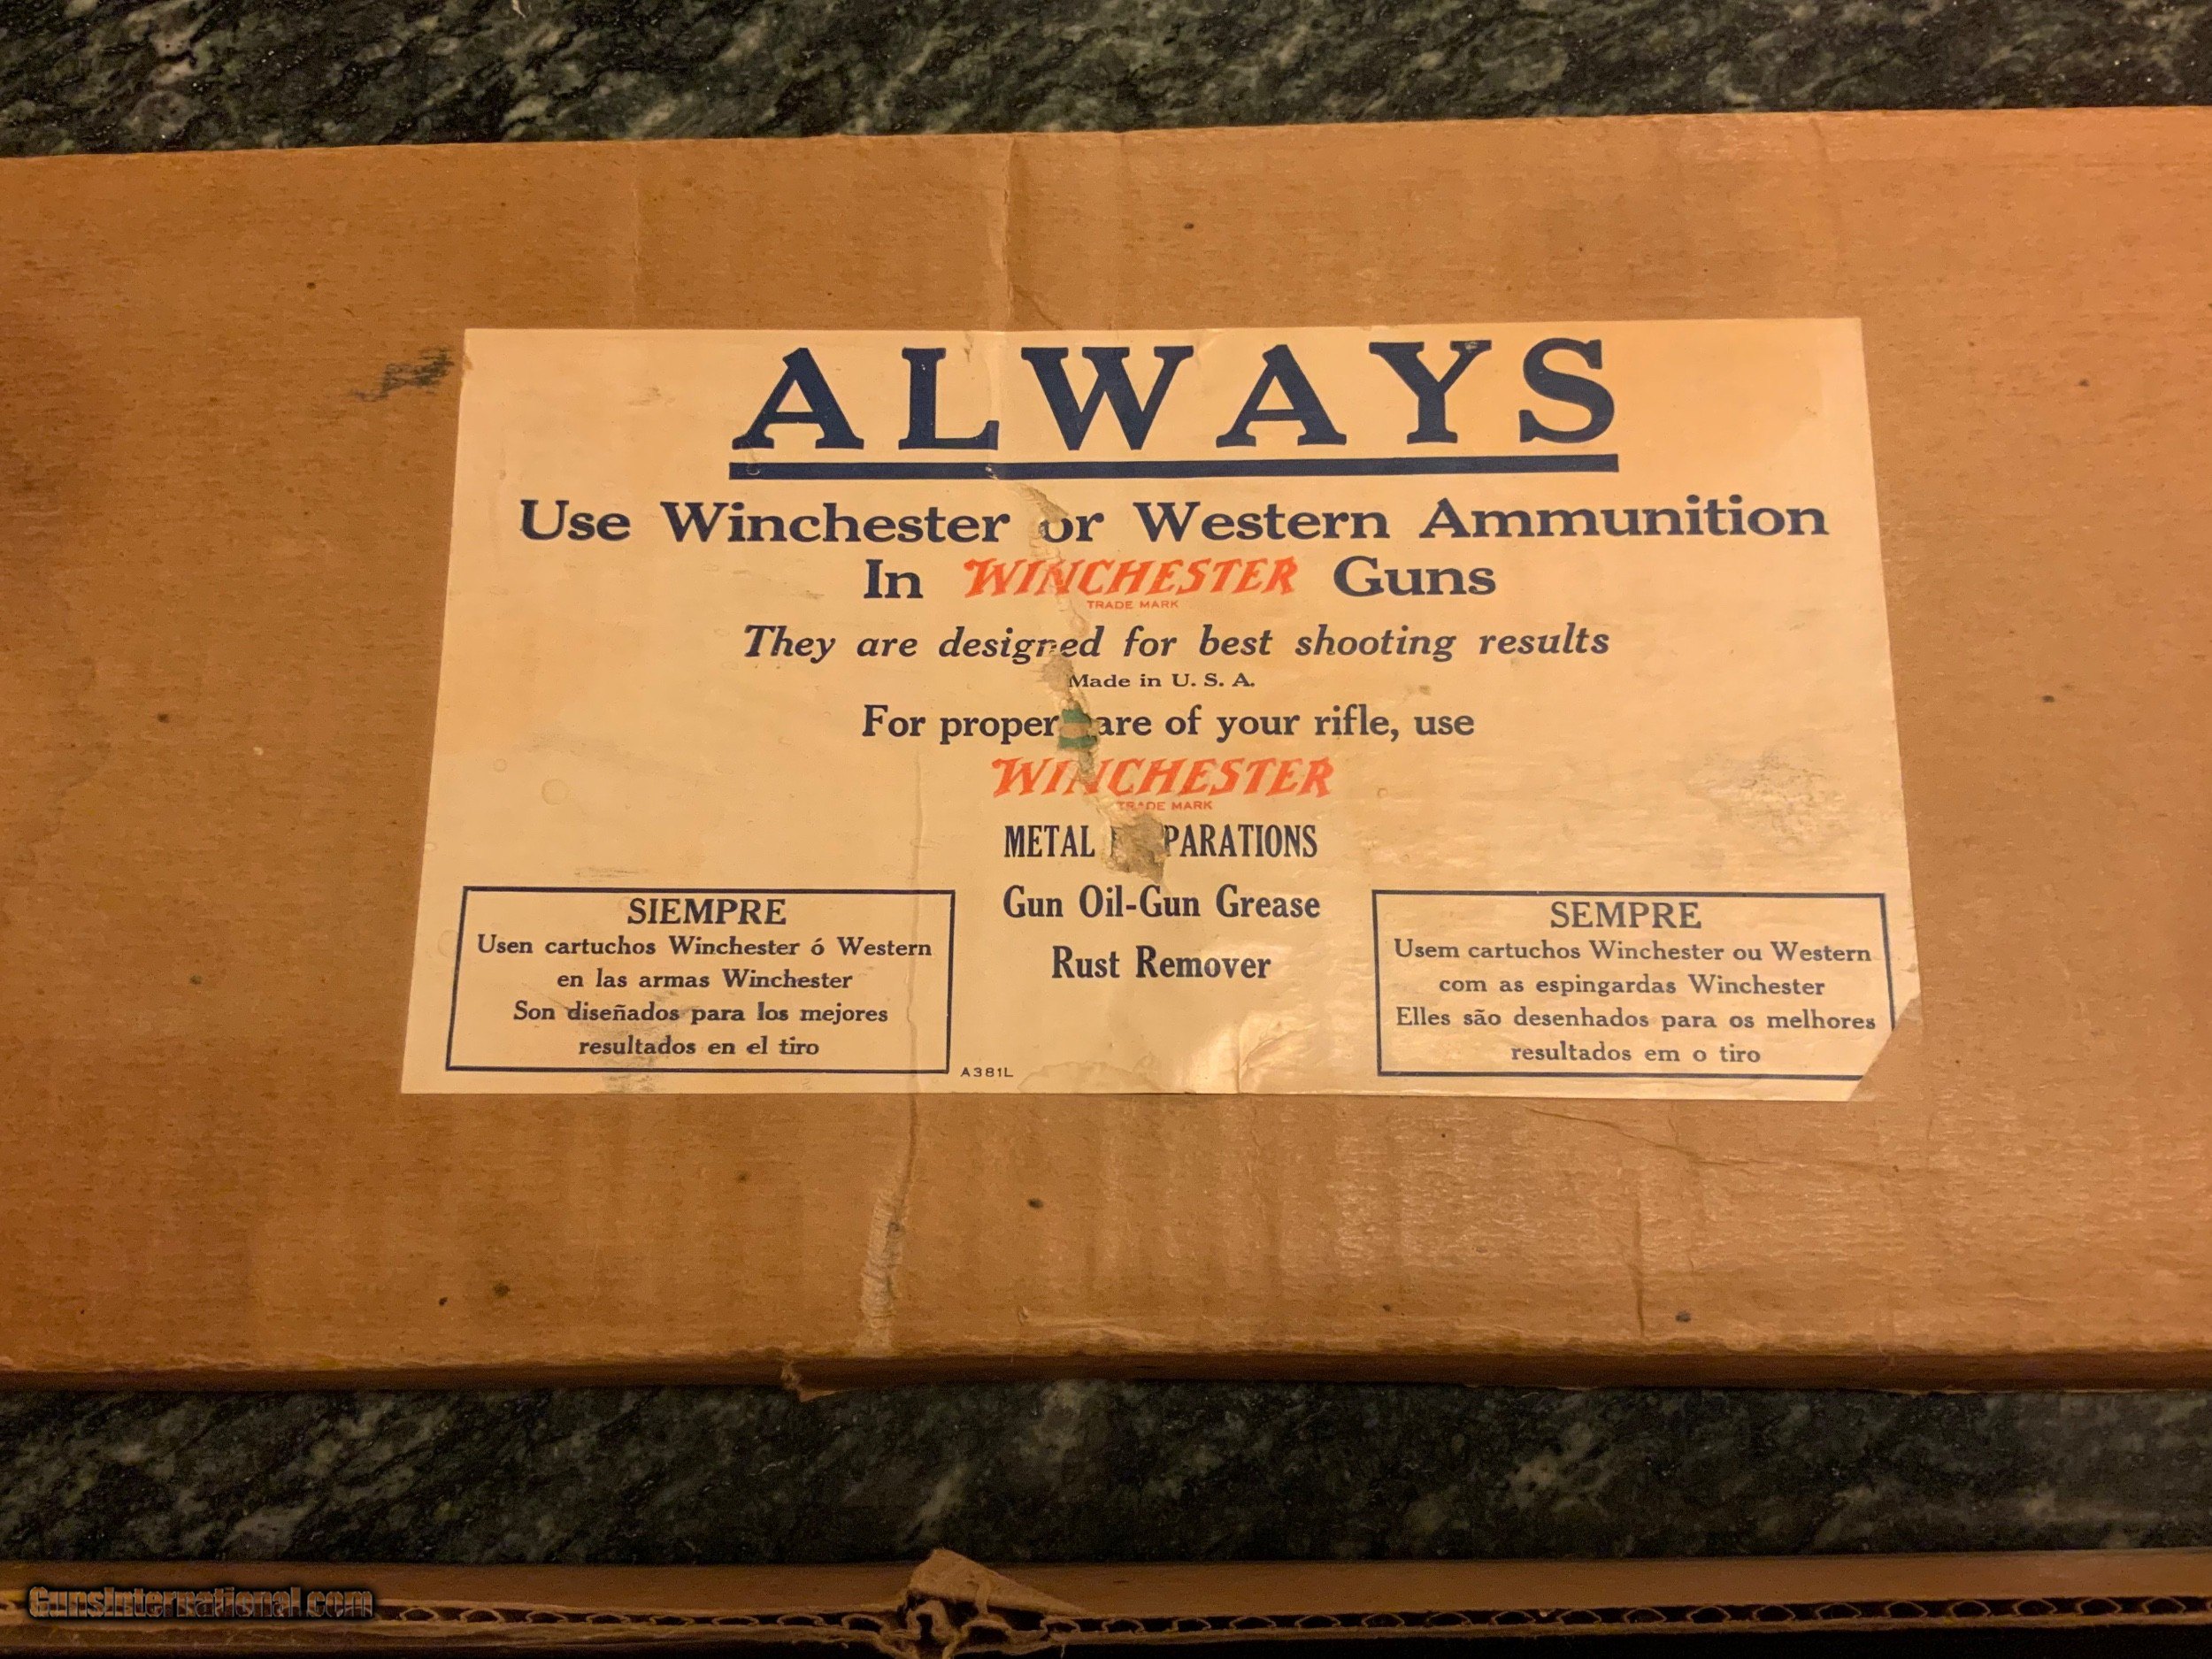 ALWAYS
Use Winchester or Western Ammunition
In WINCHESTER Guns
TRADE MARK
They are designed for best shooting results
Made in U. S. A.
For proper are of your rifle, use
WINCHESTER
TRADE MARK
METAL PARATIONS
Gun Oil-Gun Grease
Rust Remover
SIEMPRE
Usen cartuchos Winchester ó Western
en las armas Winchester
Son diseñados para los mejores
resultados en el tiro
A381L
SEMPRE
Usem cartuchos Winchester ou Western
com as espingardas Winchester
Elles são desenhados para os melhores
resultados em o tiro
GunsInternational.com